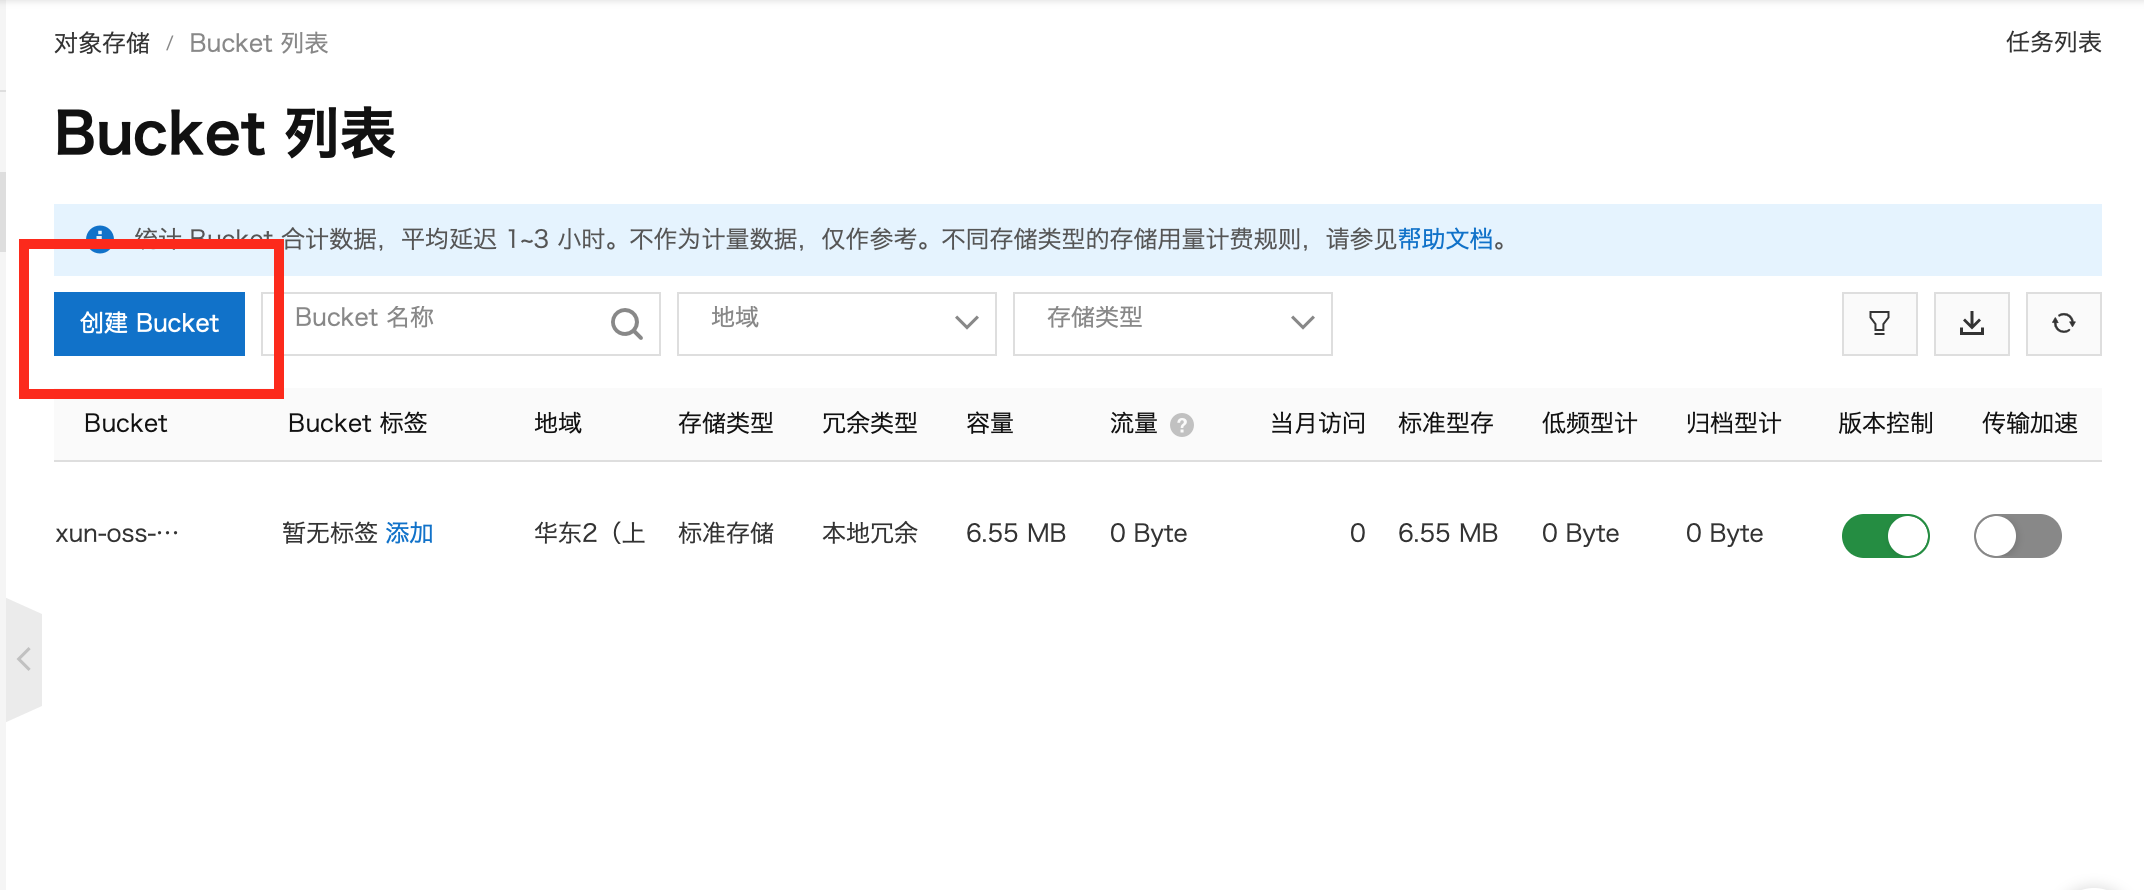 对象存储 / Bucket 列表
任务列表
Bucket 列表
统计 Bucket 合计数据，平均延迟 1~3 小时。不作为计量数据，仅作参考。不同存储类型的存储用量计费规则，请参见帮助文档。
创建 Bucket Bucket 名称 地域 存储类型
Bucket Bucket 标签 地域 存储类型 冗余类型 容量 流量 ? 当月访问 标准型存 低频型计 归档型计 版本控制 传输加速
xun-oss-··· 暂无标签 添加 华东2（上 标准存储 本地冗余 6.55 MB 0 Byte 0 6.55 MB 0 Byte 0 Byte